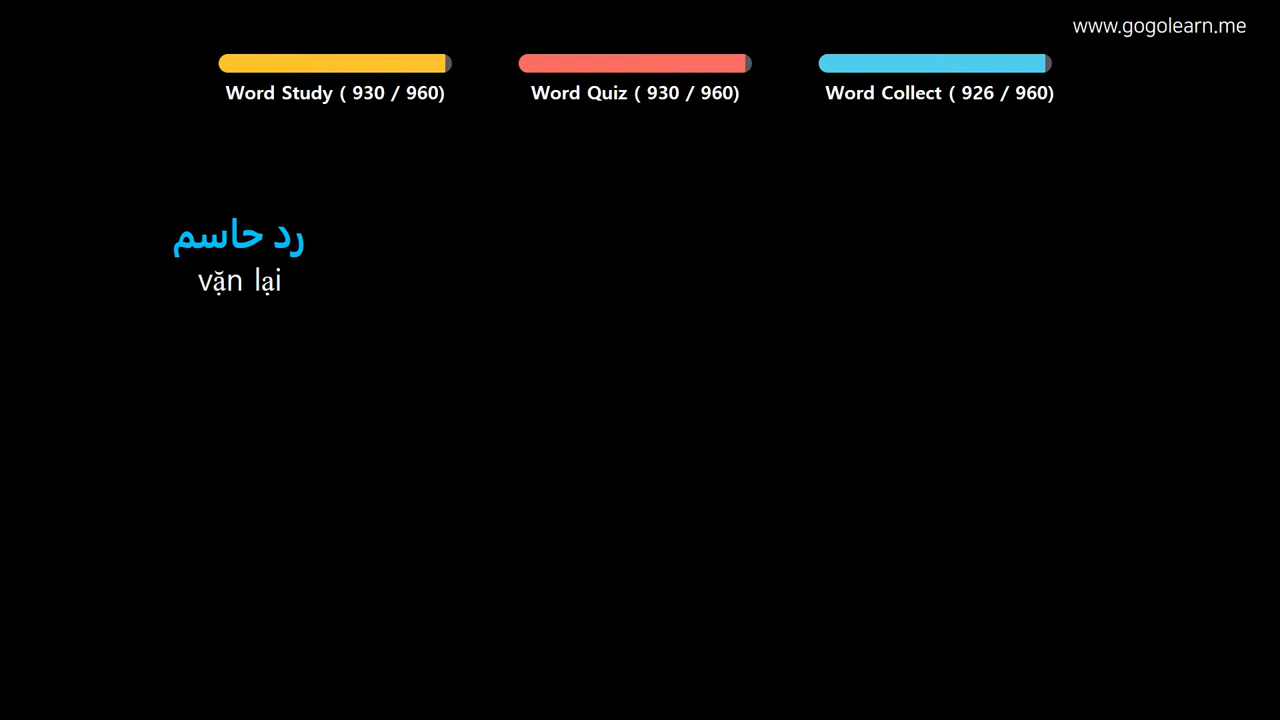 www.gogolearn.me
Word Study ( 930 / 960)
Word Quiz ( 930 / 960)
Word Collect ( 926 / 960)
رد حاسم
vặn lại